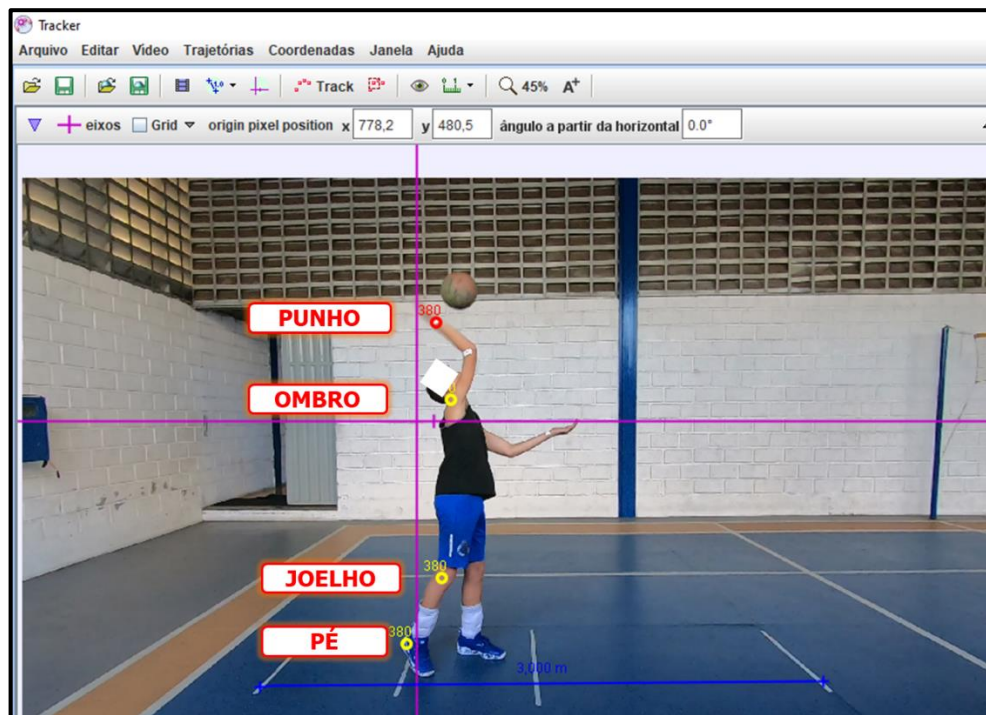 Tracker
Arquivo Editar Vídeo Trajetórias Coordenadas Janela Ajuda
Track 45% A+
eixos Grid origin pixel position x 778,2 y 480,5 ângulo a partir da horizontal 0.0°
380
PUNHO
OMBRO
380
JOELHO
380
PÉ
3,000 m